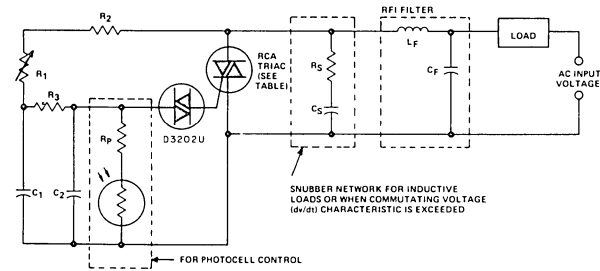 RFI FILTER
R2
LF
LOAD
RCA
TRIAC
(SEE
TABLE)
RS
CF
AC INPUT
VOLTAGE
R1
R3
CS
RP
D3202U
C1
C2
SNUBBER NETWORK FOR INDUCTIVE
LOADS OR WHEN COMMUTATING VOLTAGE
(dv/dt) CHARACTERISTIC IS EXCEEDED
FOR PHOTOCELL CONTROL